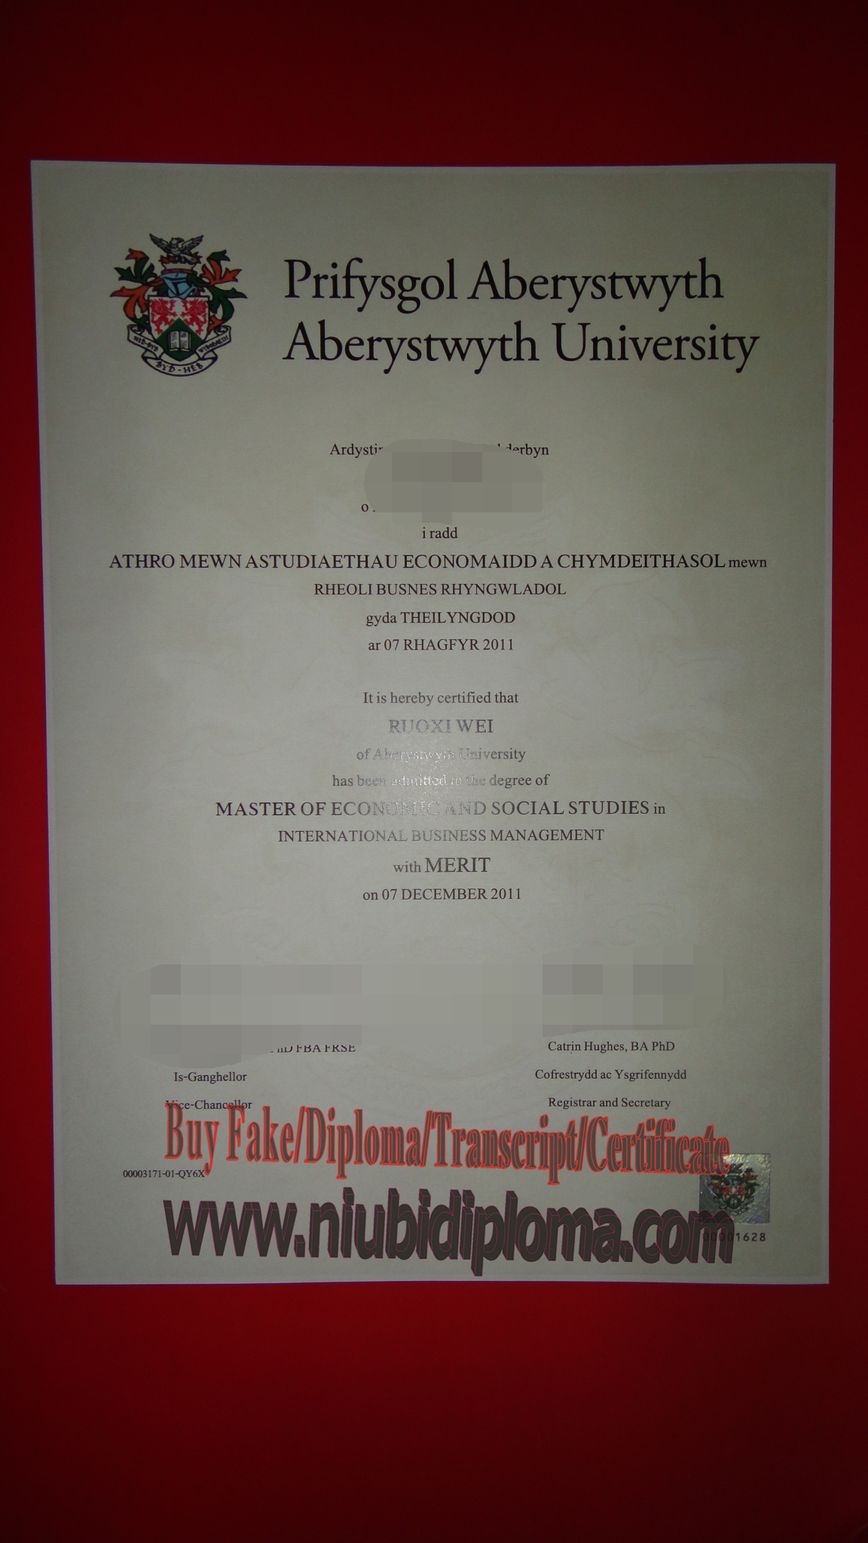 Prifysgol Aberystwyth
Aberystwyth University
derbyn
o
i radd
ATHRO MEWN ASTUDIAETHAU ECONOMAIDD A CHYMDEITHASOL mewn
RHEOLI BUSNES RHYNGWLADOL
gyda THEILYNGDOD
ar 07 RHAGFYR 2011
It is hereby certified that
RUOXI WEI
of Aberystwyth University
has been admitted to the degree of
MASTER OF ECONOMIC AND SOCIAL STUDIES in
INTERNATIONAL BUSINESS MANAGEMENT
with MERIT
on 07 DECEMBER 2011
FBA FRSE
Catrin Hughes, BA PhD
Is-Ganghellor
Cofrestrydd ac Ysgrifennydd
Vice-Chancellor
Registrar and Secretary
Buy Fake/Diploma/Transcript/Certificate
00003171-01-QY6X
www.niubidiploma.com